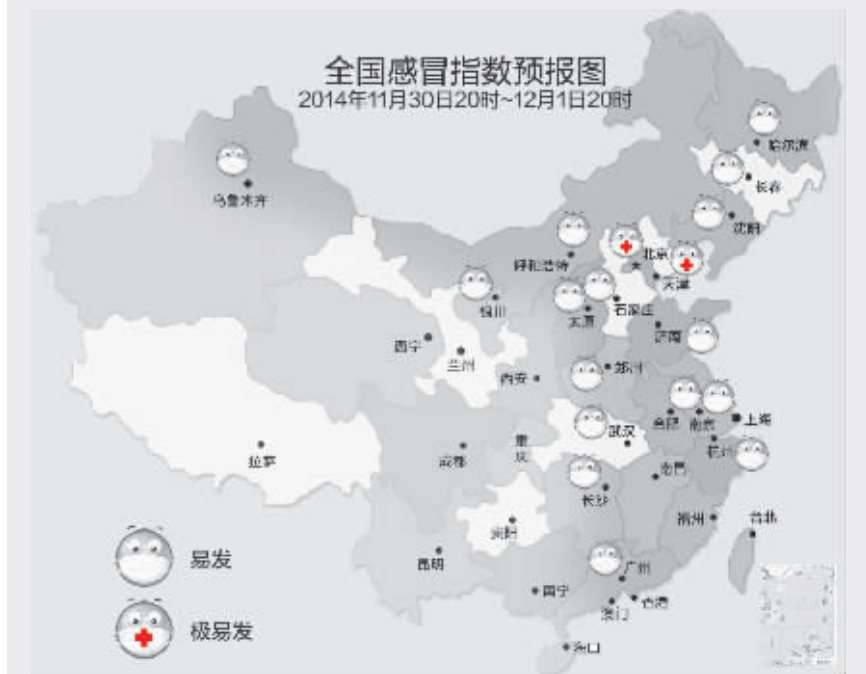 全国感冒指数预报图
2014年11月30日20时~12月1日20时
哈尔滨
长春
乌鲁木齐
沈阳
北京
呼和浩特
天津
银川
石家庄
太原
济南
西宁
兰州
郑州
西安
上海
合肥
南京
武汉
重庆
杭州
拉萨
成都
南昌
长沙
贵阳
福州
台北
昆明
广州
南宁
香港
澳门
海口
易发
极易发